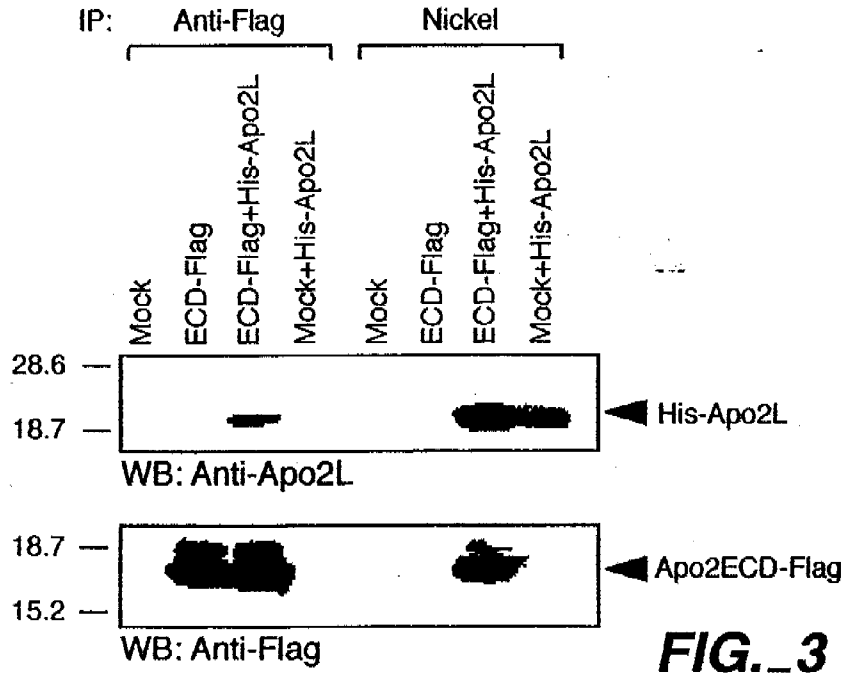 IP: Anti-Flag Nickel
Mock
ECD-Flag
ECD-Flag+His-Apo2L
Mock+His-Apo2L
Mock
ECD-Flag
ECD-Flag+His-Apo2L
Mock+His-Apo2L
28.6
18.7
His-Apo2L
WB: Anti-Apo2L
18.7
15.2
Apo2ECD-Flag
WB: Anti-Flag
FIG._3